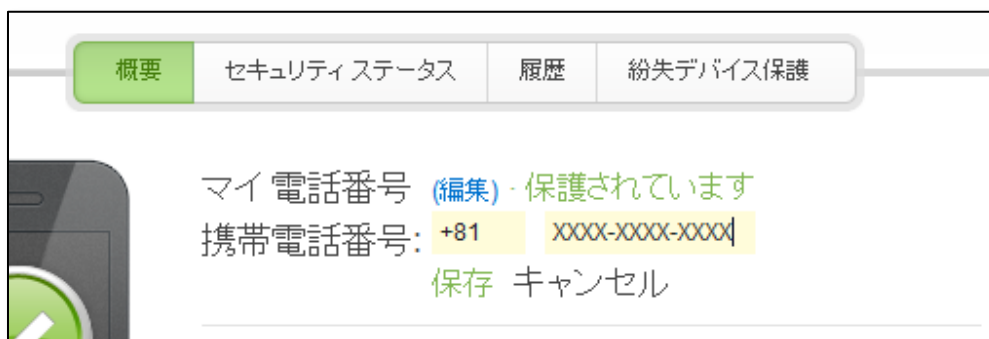 概要 セキュリティ ステータス 履歴 紛失デバイス保護
マイ電話番号 (編集) · 保護されています
携帯電話番号: +81 XXXX-XXXX-XXXX
保存 キャンセル